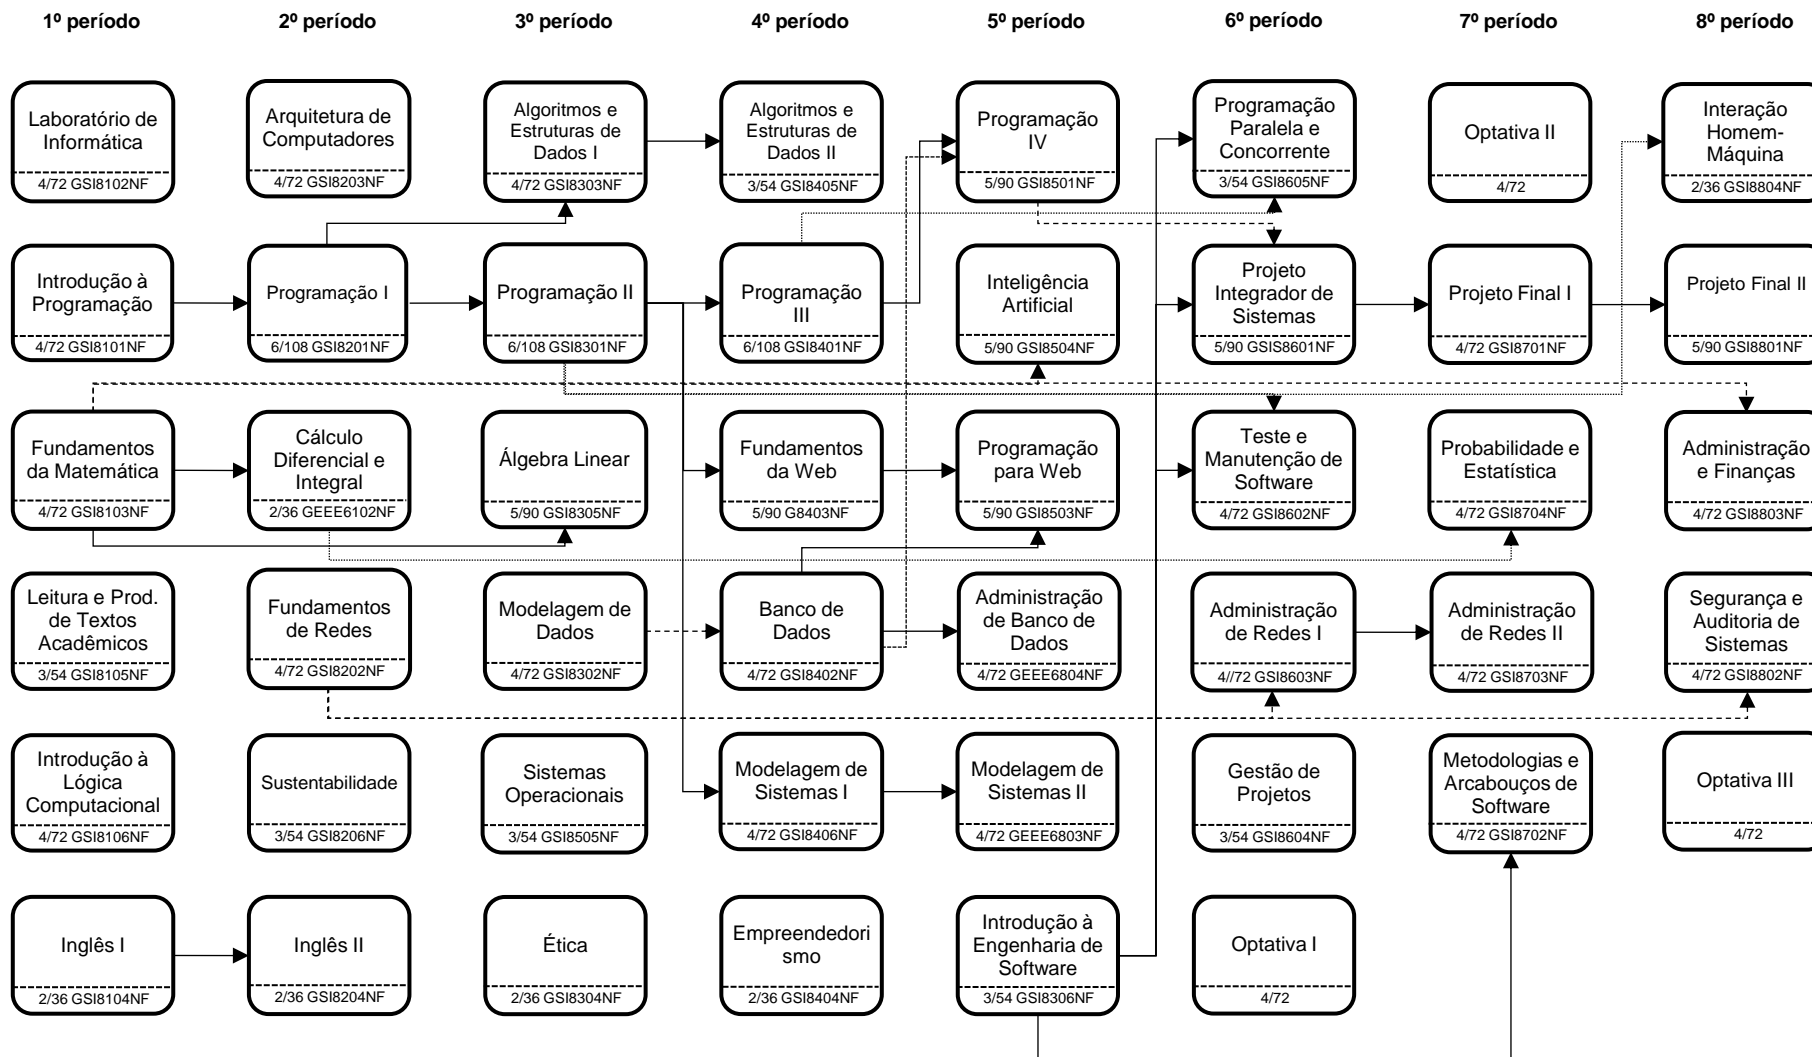 1º período
2º período
3º período
4º período
5º período
6º período
7º período
8º período
Laboratório de
Informática
4/72 GSI8102NF
Arquitetura de
Computadores
4/72 GSI8203NF
Algoritmos e
Estruturas de
Dados I
4/72 GSI8303NF
Algoritmos e
Estruturas de
Dados II
3/54 GSI8405NF
Programação
IV
5/90 GSI8501NF
Programação
Paralela e
Concorrente
3/54 GSI8605NF
Optativa II
4/72
Interação
Homem-
Máquina
2/36 GSI8804NF
Introdução à
Programação
4/72 GSI8101NF
Programação I
6/108 GSI8201NF
Programação II
6/108 GSI8301NF
Programação
III
6/108 GSI8401NF
Inteligência
Artificial
5/90 GSI8504NF
Projeto
Integrador de
Sistemas
5/90 GSIS8601NF
Projeto Final I
4/72 GSI8701NF
Projeto Final II
5/90 GSI8801NF
Fundamentos
da Matemática
4/72 GSI8103NF
Cálculo
Diferencial e
Integral
2/36 GEEE6102NF
Álgebra Linear
5/90 GSI8305NF
Fundamentos
da Web
5/90 G8403NF
Programação
para Web
5/90 GSI8503NF
Teste e
Manutenção de
Software
4/72 GSI8602NF
Probabilidade e
Estatística
4/72 GSI8704NF
Administração
e Finanças
4/72 GSI8803NF
Leitura e Prod.
de Textos
Acadêmicos
3/54 GSI8105NF
Fundamentos
de Redes
4/72 GSI8202NF
Modelagem de
Dados
4/72 GSI8302NF
Banco de
Dados
4/72 GSI8402NF
Administração
de Banco de
Dados
4/72 GEEE6804NF
Administração
de Redes I
4//72 GSI8603NF
Administração
de Redes II
4/72 GSI8703NF
Segurança e
Auditoria de
Sistemas
4/72 GSI8802NF
Introdução à
Lógica
Computacional
4/72 GSI8106NF
Sustentabilidade
3/54 GSI8206NF
Sistemas
Operacionais
3/54 GSI8505NF
Modelagem de
Sistemas I
4/72 GSI8406NF
Modelagem de
Sistemas II
4/72 GEEE6803NF
Gestão de
Projetos
3/54 GSI8604NF
Metodologias e
Arcabouços de
Software
4/72 GSI8702NF
Optativa III
4/72
Inglês I
2/36 GSI8104NF
Inglês II
2/36 GSI8204NF
Ética
2/36 GSI8304NF
Empreendedori
smo
2/36 GSI8404NF
Introdução à
Engenharia de
Software
3/54 GSI8306NF
Optativa I
4/72